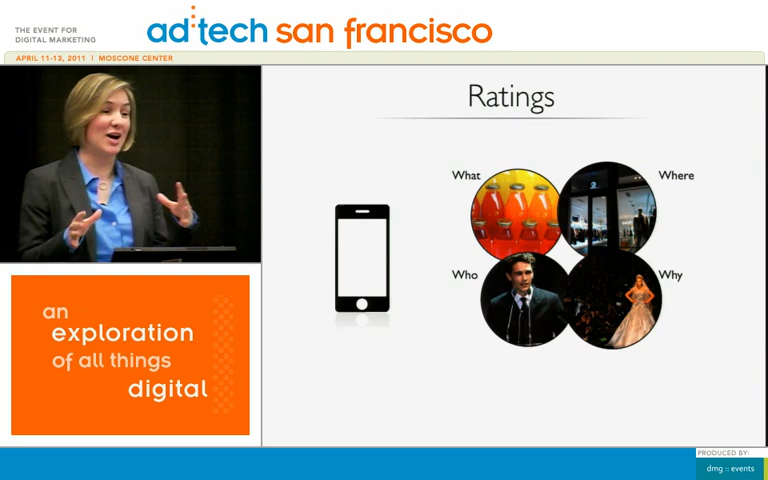 THE EVENT FOR
DIGITAL MARKETING
ad:tech san francisco
APRIL 11-13, 2011 | MOSCONE CENTER
Ratings
What
Where
Who
Why
an
exploration
of all things
digital
PRODUCED BY:
dmg :: events